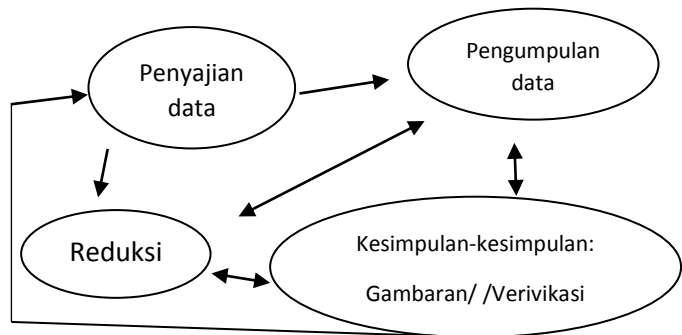 Penyajian
data
Pengumpulan
data
Reduksi
Kesimpulan-kesimpulan:
Gambaran/ /Verivikasi